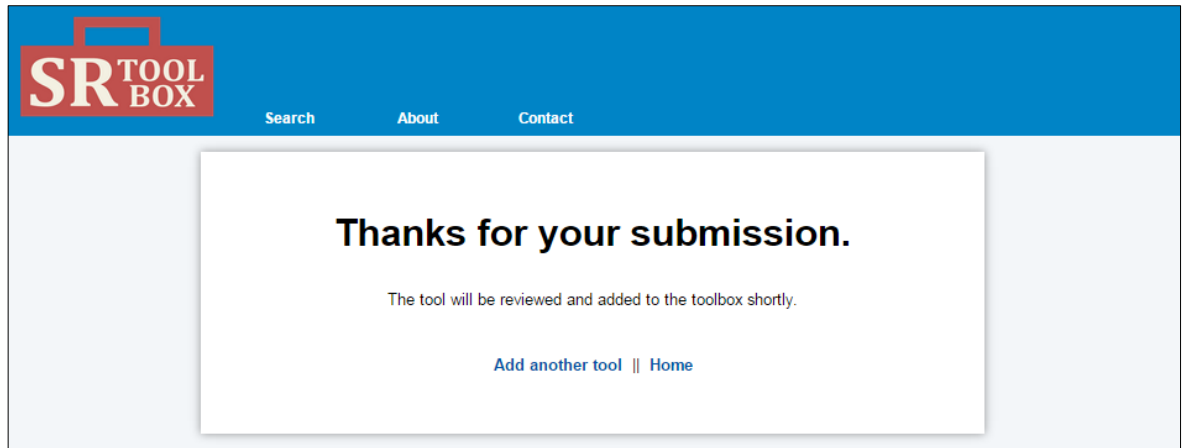 SR TOOL
BOX
Search About Contact
Thanks for your submission.
The tool will be reviewed and added to the toolbox shortly.
Add another tool || Home